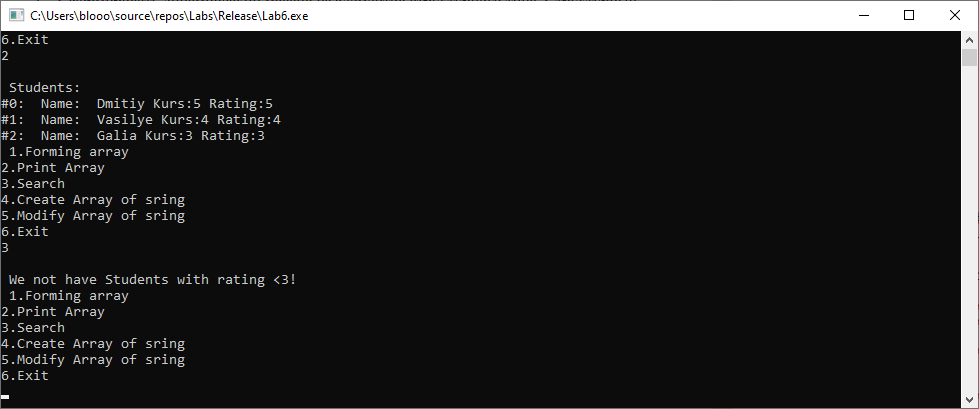 C:\Users\blooo\source\repos\Labs\Release\Lab6.exe
6.Exit
2
Students:
#0:  Name:  Dmitiy Kurs:5 Rating:5
#1:  Name:  Vasilye Kurs:4 Rating:4
#2:  Name:  Galia Kurs:3 Rating:3
1.Forming array
2.Print Array
3.Search
4.Create Array of sring
5.Modify Array of sring
6.Exit
3
We not have Students with rating <3!
1.Forming array
2.Print Array
3.Search
4.Create Array of sring
5.Modify Array of sring
6.Exit